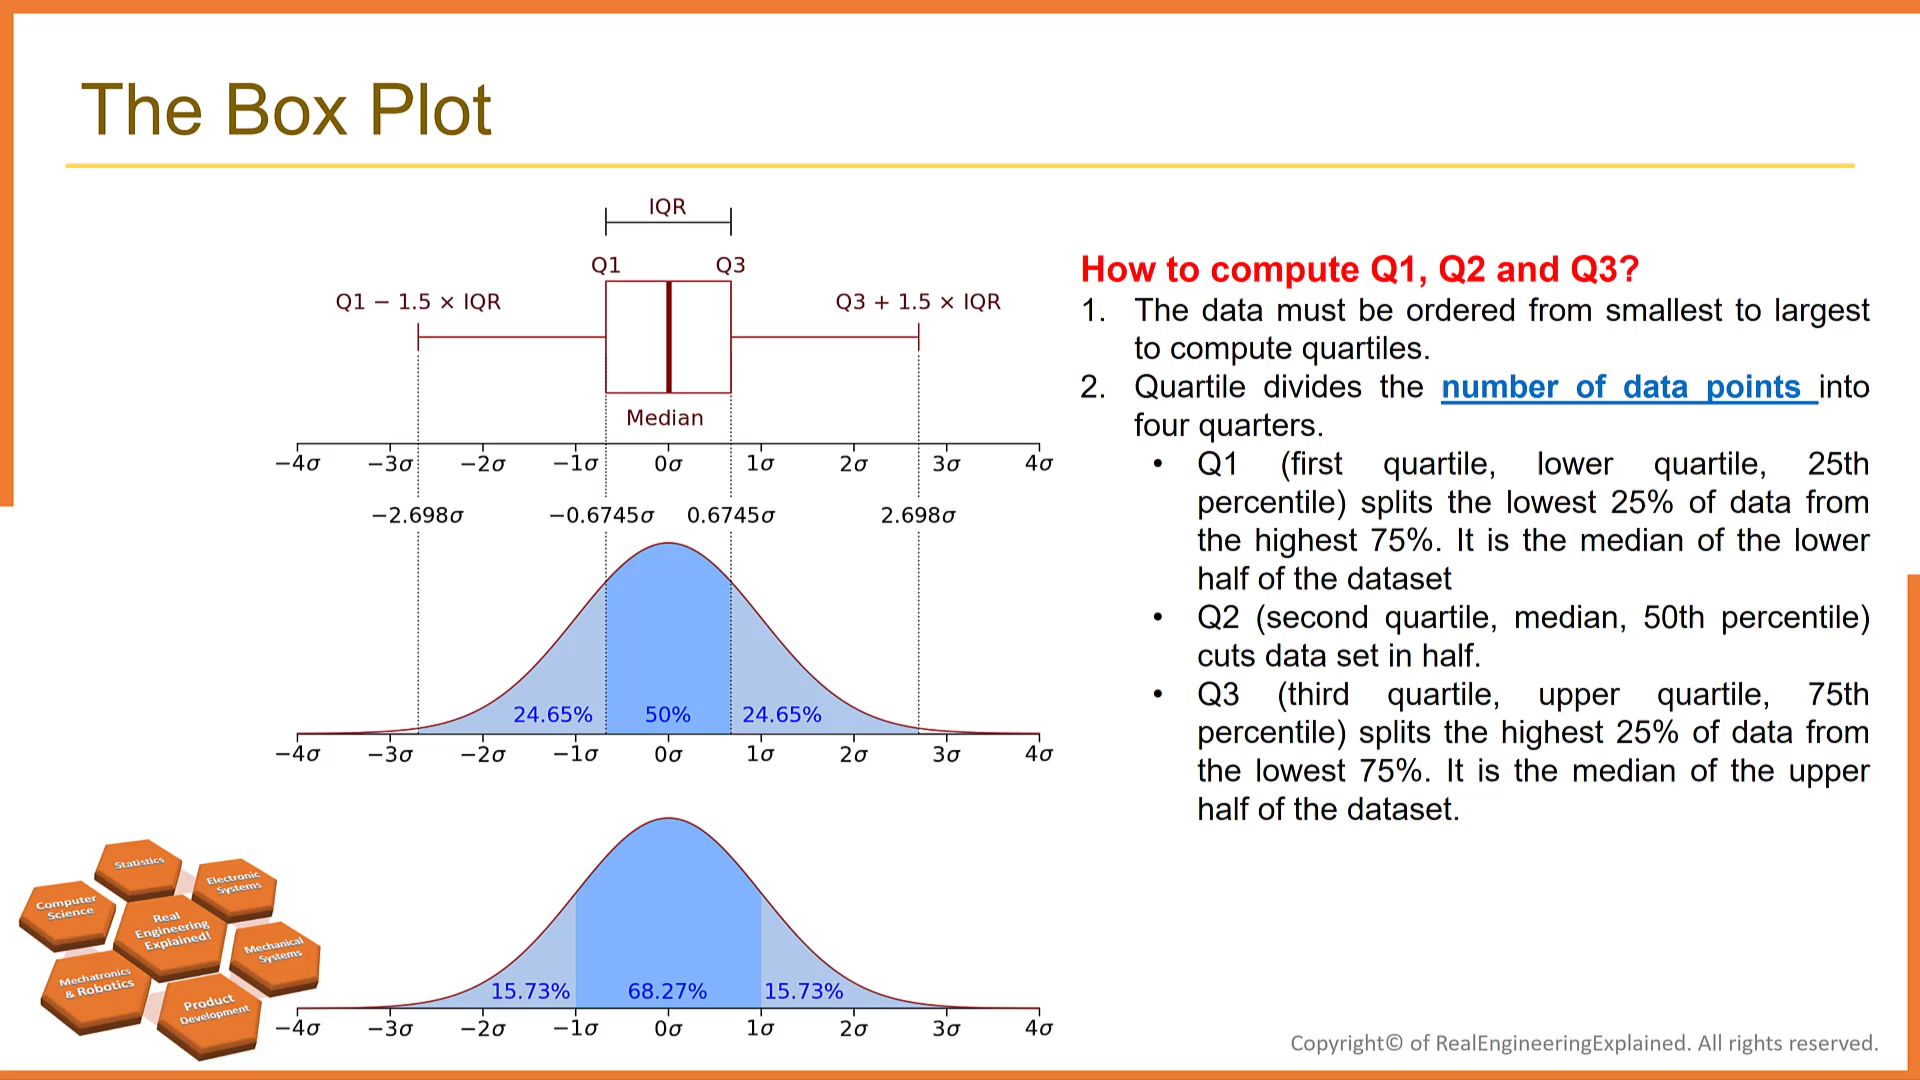 The Box Plot
IQR
Q1 Q3
Q1 − 1.5 × IQR Q3 + 1.5 × IQR
Median
−4σ −3σ −2σ −1σ 0σ 1σ 2σ 3σ 4σ
−2.698σ −0.6745σ 0.6745σ 2.698σ
24.65% 50% 24.65%
−4σ −3σ −2σ −1σ 0σ 1σ 2σ 3σ 4σ
15.73% 68.27% 15.73%
−4σ −3σ −2σ −1σ 0σ 1σ 2σ 3σ 4σ
How to compute Q1, Q2 and Q3?
1. The data must be ordered from smallest to largest
to compute quartiles.
2. Quartile divides the number of data points into
four quarters.
• Q1 (first quartile, lower quartile, 25th
percentile) splits the lowest 25% of data from
the highest 75%. It is the median of the lower
half of the dataset
• Q2 (second quartile, median, 50th percentile)
cuts data set in half.
• Q3 (third quartile, upper quartile, 75th
percentile) splits the highest 25% of data from
the lowest 75%. It is the median of the upper
half of the dataset.
Statistics
Electronic
Systems
Computer
Science
Real
Engineering
Explained!
Mechanical
Systems
Mechatronics
& Robotics
Product
Development
Copyright© of RealEngineeringExplained. All rights reserved.